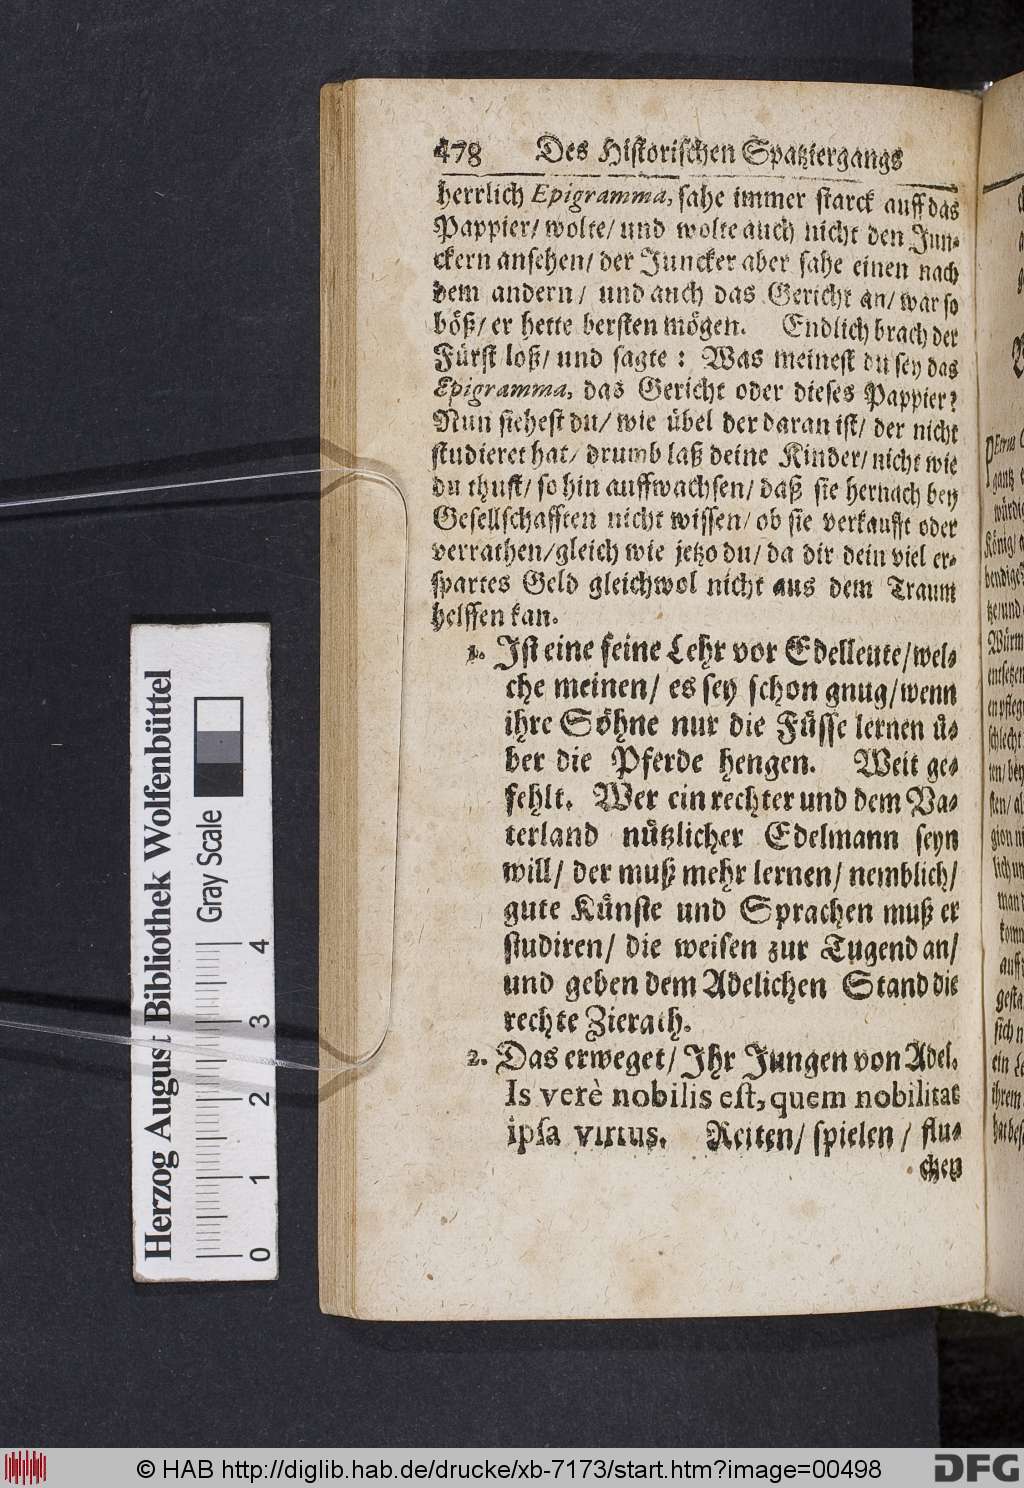 478 Des Historischen Spatziergangs
herrlich Epigramma, sahe immer starck auff das
Pappier/ wolte/ und wolte auch nicht den Jun-
ckern ansehen/ der Juncker aber sahe einen nach
dem andern/ und auch das Gericht an/ war so
böß/ er hette bersten mögen. Endlich brach der
Fürst loß/ und sagte: Was meinest du sey das
Epigramma, das Gericht oder dieses Pappier?
Nun siehest du/ wie übel der daran ist/ der nicht
studieret hat/ drumb laß deine Kinder/ nicht wie
du thust/ so hin auffwachsen/ daß sie hernach bey
Gesellschafften nicht wissen/ ob sie verkaufft oder
verrathen/ gleich wie jetzo du/ da dir dein viel er-
spartes Geld gleichwol nicht aus dem Traum
helffen kan.
1. Ist eine feine Lehr vor Edelleute/ wel-
che meinen/ es sey schon gnug/ wenn
ihre Söhne nur die Füsse lernen ü-
ber die Pferde hengen. Weit ge-
fehlt. Wer ein rechter und dem Va-
terland nützlicher Edelmann seyn
will/ der muß mehr lernen/ nemblich/
gute Künste und Sprachen muß er
studiren/ die weisen zur Tugend an/
und geben dem Adelichen Stand die
rechte Zierath.
2. Das erweget/ Ihr Jungen von Adel.
Is verè nobilis est, quem nobilitat
ipsa virtus. Reiten/ spielen/ flu-
chen
Herzog August Bibliothek Wolfenbüttel
Gray Scale
0 1 2 3 4
© HAB http://diglib.hab.de/drucke/xb-7173/start.htm?image=00498
DFG